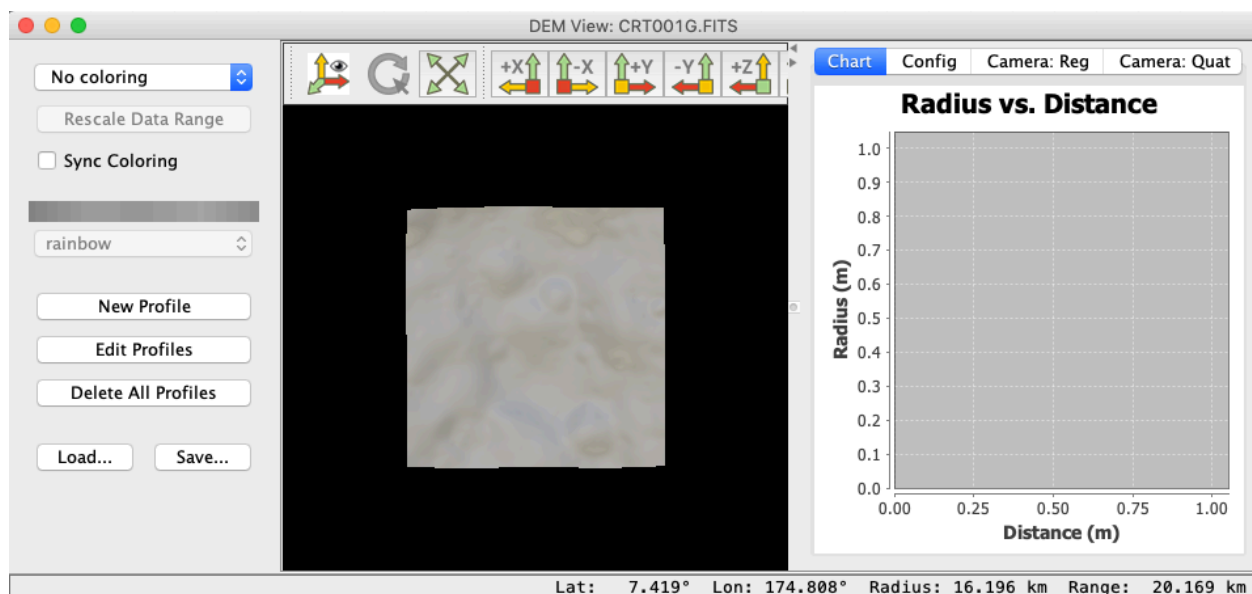 DEM View: CRT001G.FITS
No coloring
Rescale Data Range
Sync Coloring
rainbow
New Profile
Edit Profiles
Delete All Profiles
Load... Save...
+X -X +Y -Y +Z
Chart Config Camera: Reg Camera: Quat
Radius vs. Distance
Radius (m)
1.0
0.9
0.8
0.7
0.6
0.5
0.4
0.3
0.2
0.1
0.0
0.00 0.25 0.50 0.75 1.00
Distance (m)
Lat: 7.419° Lon: 174.808° Radius: 16.196 km Range: 20.169 km